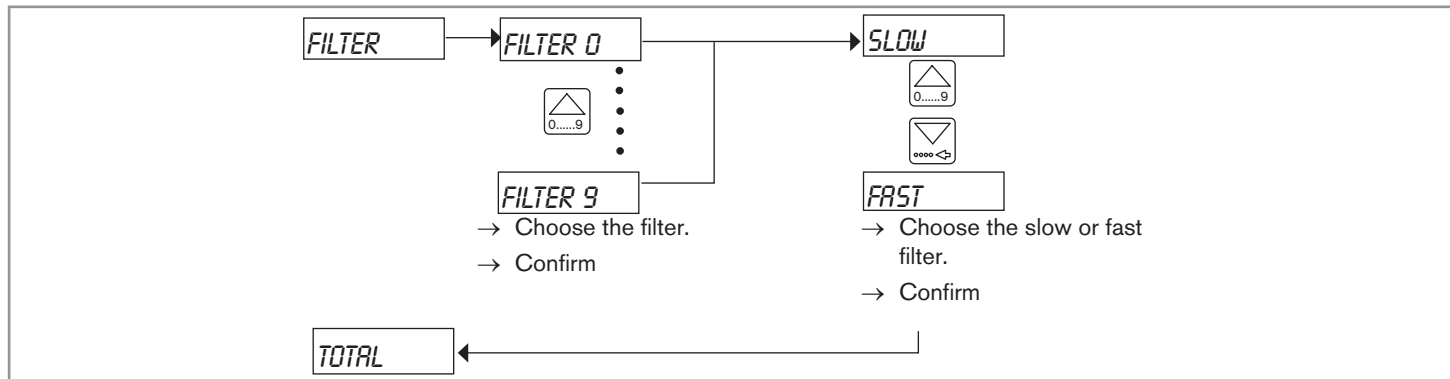 FILTER
FILTER 0
SLOW
0......9
0......9
FILTER 9
FAST
→ Choose the filter.
→ Confirm
→ Choose the slow or fast
filter.
→ Confirm
TOTAL